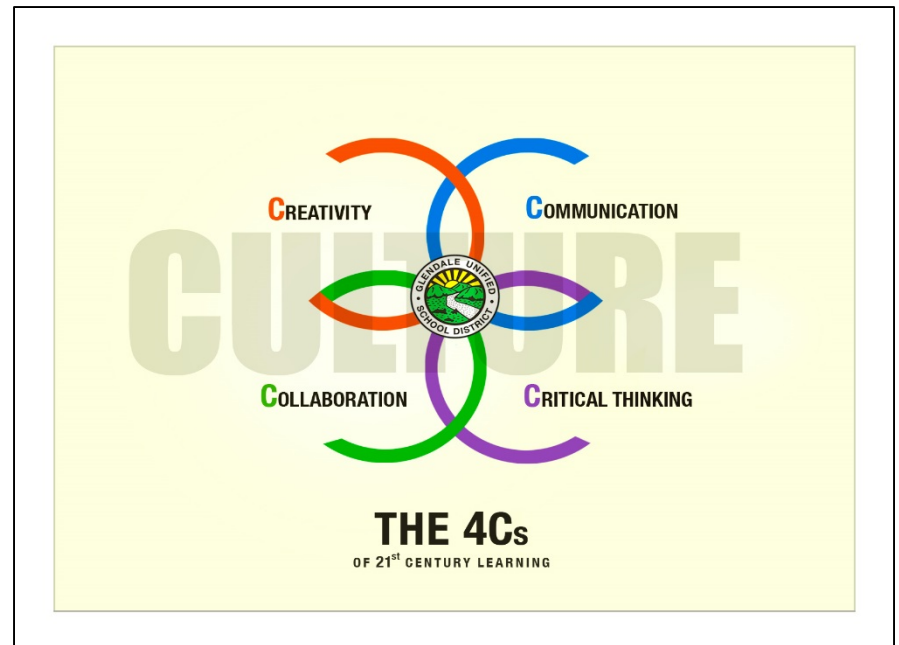 CREATIVITY
COMMUNICATION
CULTURE
GLENDALE UNIFIED
SCHOOL DISTRICT
COLLABORATION
CRITICAL THINKING
THE 4Cs
OF 21st CENTURY LEARNING